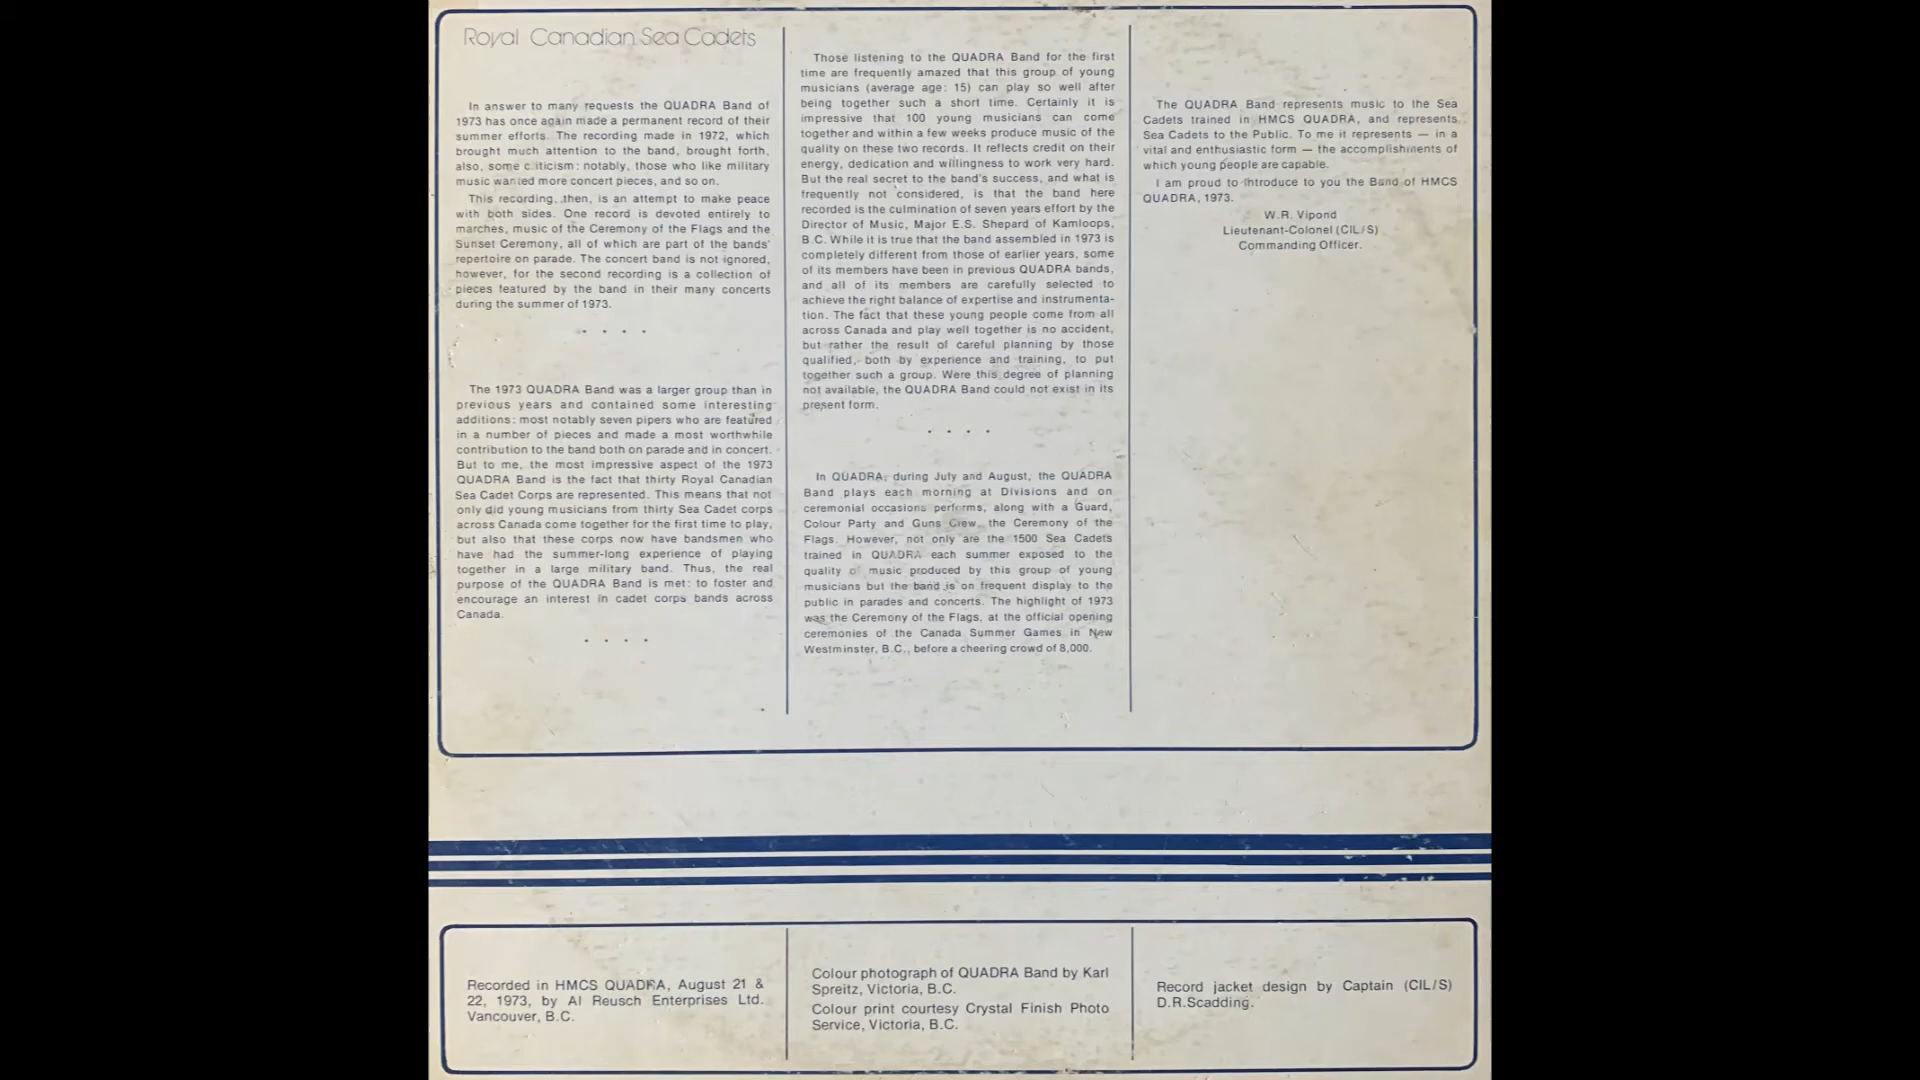 Royal Canadian Sea Cadets
In answer to many requests the QUADRA Band of
1973 has once again made a permanent record of their
summer efforts. The recording made in 1972, which
brought much attention to the band, brought forth,
also, some criticism: notably, those who like military
music wanted more concert pieces, and so on.
This recording, then, is an attempt to make peace
with both sides. One record is devoted entirely to
marches, music of the Ceremony of the Flags and the
Sunset Ceremony, all of which are part of the bands'
repertoire on parade. The concert band is not ignored,
however, for the second recording is a collection of
pieces featured by the band in their many concerts
during the summer of 1973.
. . . .
The 1973 QUADRA Band was a larger group than in
previous years and contained some interesting
additions: most notably seven pipers who are featured
in a number of pieces and made a most worthwhile
contribution to the band both on parade and in concert.
But to me, the most impressive aspect of the 1973
QUADRA Band is the fact that thirty Royal Canadian
Sea Cadet Corps are represented. This means that not
only did young musicians from thirty Sea Cadet corps
across Canada come together for the first time to play,
but also that these corps now have bandsmen who
have had the summer-long experience of playing
together in a large military band. Thus, the real
purpose of the QUADRA Band is met: to foster and
encourage an interest in cadet corps bands across
Canada.
. . . .
Those listening to the QUADRA Band for the first
time are frequently amazed that this group of young
musicians (average age: 15) can play so well after
being together such a short time. Certainly it is
impressive that 100 young musicians can come
together and within a few weeks produce music of the
quality on these two records. It reflects credit on their
energy, dedication and willingness to work very hard.
But the real secret to the band's success, and what is
frequently not considered, is that the band here
recorded is the culmination of seven years effort by the
Director of Music, Major E.S. Shepard of Kamloops,
B.C. While it is true that the band assembled in 1973 is
completely different from those of earlier years, some
of its members have been in previous QUADRA bands,
and all of its members are carefully selected to
achieve the right balance of expertise and instrumenta-
tion. The fact that these young people come from all
across Canada and play well together is no accident,
but rather the result of careful planning by those
qualified, both by experience and training, to put
together such a group. Were this degree of planning
not available, the QUADRA Band could not exist in its
present form.
. . . .
In QUADRA, during July and August, the QUADRA
Band plays each morning at Divisions and on
ceremonial occasions performs, along with a Guard,
Colour Party and Guns Crew, the Ceremony of the
Flags. However, not only are the 1500 Sea Cadets
trained in QUADRA each summer exposed to the
quality of music produced by this group of young
musicians but the band is on frequent display to the
public in parades and concerts. The highlight of 1973
was the Ceremony of the Flags, at the official opening
ceremonies of the Canada Summer Games in New
Westminster, B.C., before a cheering crowd of 8,000.
The QUADRA Band represents music to the Sea
Cadets trained in HMCS QUADRA, and represents
Sea Cadets to the Public. To me it represents — in a
vital and enthusiastic form — the accomplishments of
which young people are capable.
I am proud to introduce to you the Band of HMCS
QUADRA, 1973.
W.R. Vipond
Lieutenant-Colonel (CIL/S)
Commanding Officer.
Recorded in HMCS QUADRA, August 21 &
22, 1973, by Al Reusch Enterprises Ltd.
Vancouver, B.C.
Colour photograph of QUADRA Band by Karl
Spreitz, Victoria, B.C.
Colour print courtesy Crystal Finish Photo
Service, Victoria, B.C.
Record jacket design by Captain (CIL/S)
D.R.Scadding.